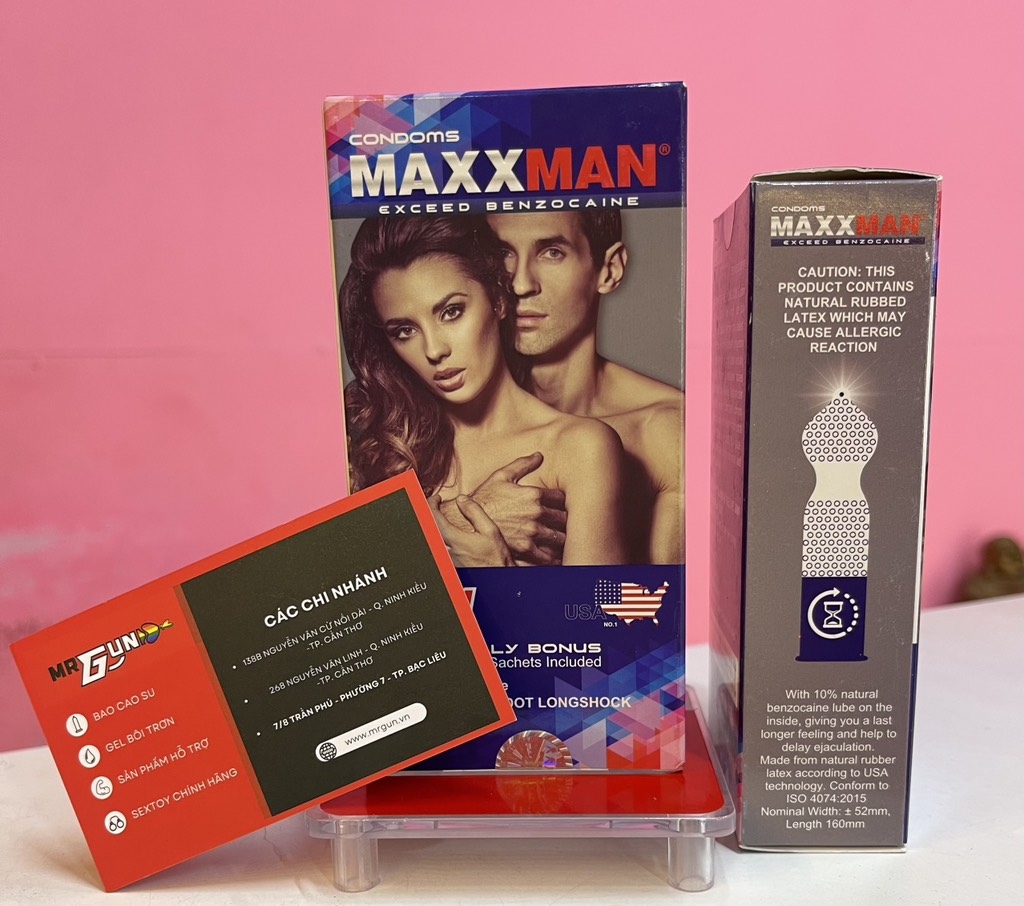 CONDOMS
MAXXMAN®
EXCEED BENZOCAINE
USA
NO.1
LY BONUS
Sachets Included
DOT LONGSHOCK
MR GUN
BAO CAO SU
GEL BÔI TRƠN
SẢN PHẨM HỖ TRỢ
SEXTOY CHÍNH HÃNG
CÁC CHI NHÁNH
138B NGUYỄN VĂN CỪ NỐI DÀI - Q. NINH KIỀU
-TP. CẦN THƠ
268 NGUYỄN VĂN LINH - Q. NINH KIỀU
-TP. CẦN THƠ
7/8 TRẦN PHÚ - PHƯỜNG 7 - TP. BẠC LIÊU
www.mrgun.vn
CONDOMS
MAXXMAN
EXCEED BENZOCAINE
CAUTION: THIS
PRODUCT CONTAINS
NATURAL RUBBED
LATEX WHICH MAY
CAUSE ALLERGIC
REACTION
With 10% natural
benzocaine lube on the
inside, giving you a last
longer feeling and help to
delay ejaculation.
Made from natural rubber
latex according to USA
technology. Conform to
ISO 4074:2015
Nominal Width: ± 52mm,
Length 160mm